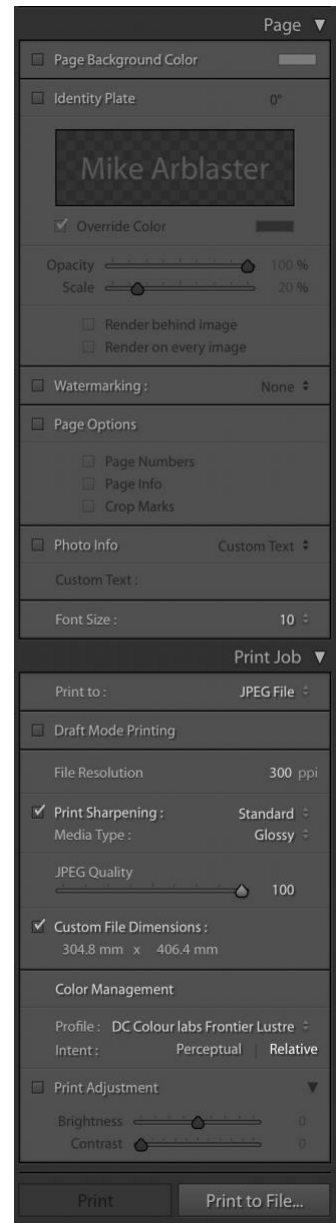 Page
Page Background Color
Identity Plate 0°
Mike Arblaster
Override Color
Opacity 100 %
Scale 20 %
Render behind image
Render on every image
Watermarking : None
Page Options
Page Numbers
Page Info
Crop Marks
Photo Info Custom Text
Custom Text :
Font Size : 10
Print Job
Print to : JPEG File
Draft Mode Printing
File Resolution 300 ppi
Print Sharpening : Standard
Media Type : Glossy
JPEG Quality
100
Custom File Dimensions :
304.8 mm x 406.4 mm
Color Management
Profile : DC Colour labs Frontier Lustre
Intent : Perceptual | Relative
Print Adjustment
Brightness 0
Contrast 0
Print Print to File...